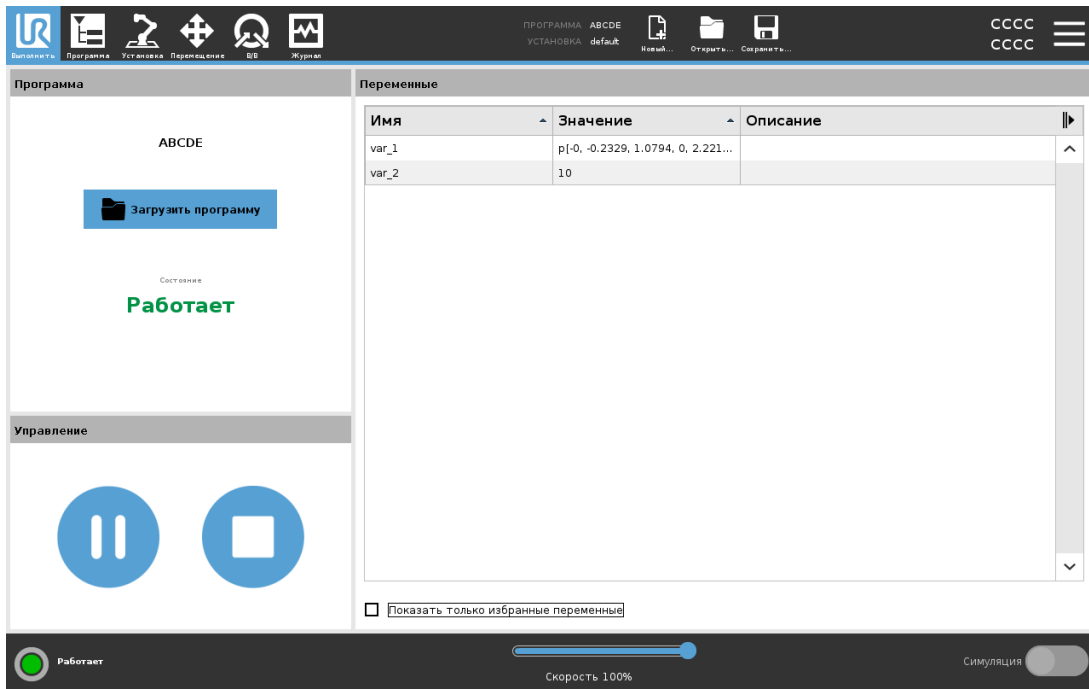 UR
ПРОГРАММА ABCDE
УСТАНОВКА default
CCCC
CCCC
Выполнить Программа Установка Перемещение В/В Журнал
Новый... Открыть... Сохранить...
Программа
ABCDE
Загрузить программу
Состояние
Работает
Управление
Переменные
Имя Значение Описание
var_1 p[-0, -0.2329, 1.0794, 0, 2.221...
var_2 10
Показать только избранные переменные
Работает
Скорость 100%
Симуляция